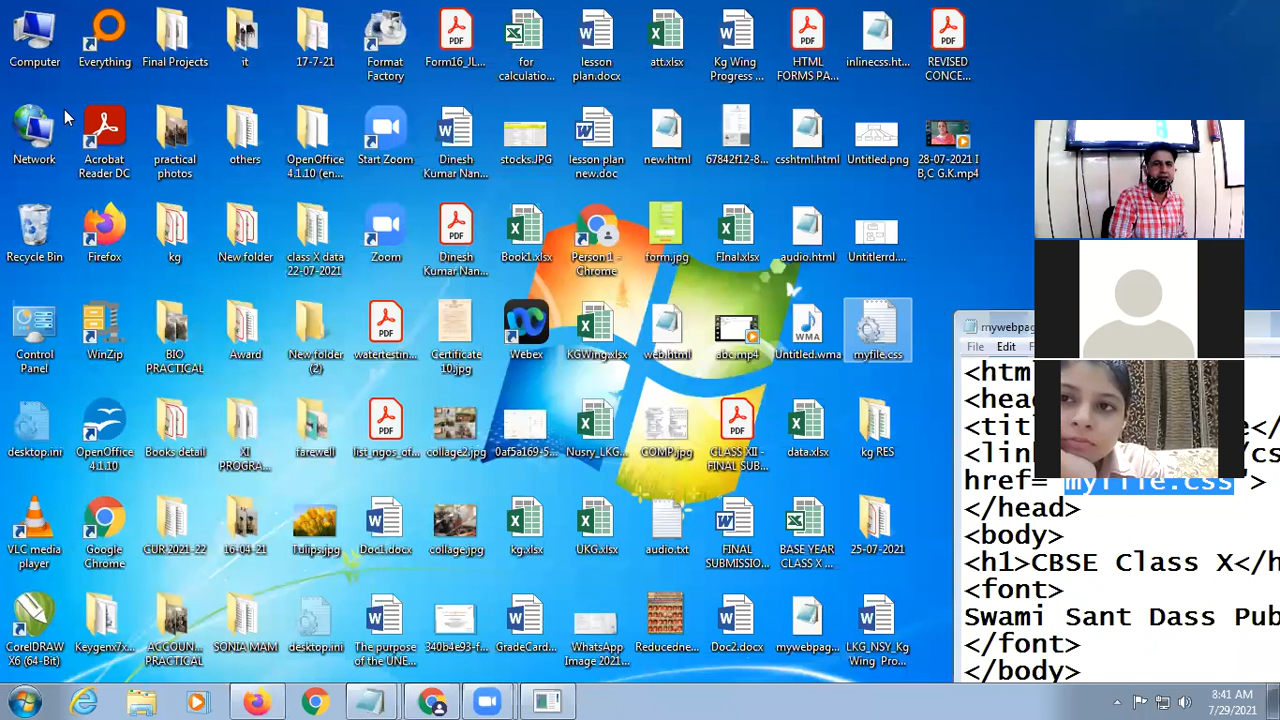 Computer
Everything
Final Projects
it
17-7-21
Format
Factory
Form16_JL...
for
calculatio...
lesson
plan.docx
att.xlsx
Kg Wing
Progress ...
HTML
FORMS PA...
inlinecss.ht...
REVISED
CONCE...
Network
Acrobat
Reader DC
practical
photos
others
OpenOffice
4.1.10 (en...
Start Zoom
Dinesh
Kumar Nan...
stocks.JPG
lesson plan
new.doc
new.html
67842f12-8...
csshtml.html
Untitled.png
28-07-2021 I
B,C G.K.mp4
Recycle Bin
Firefox
kg
New folder
class X data
22-07-2021
Zoom
Dinesh
Kumar Nan...
Book1.xlsx
Person 1 -
Chrome
form.jpg
FInal.xlsx
audio.html
Untitlerrd....
Control
Panel
WinZip
BIO
PRACTICAL
Award
New folder
(2)
watertestin...
Certificate
10.jpg
Webex
KGWing.xlsx
web.html
abc.mp4
Untitled.wma
myfile.css
desktop.ini
OpenOffice
4.1.10
Books detail
XI
PROGRA...
farewell
list_ngos_of...
collage2.jpg
0af5a169-5...
Nusry_LKG...
COMP.jpg
CLASS XII -
FINAL SUB...
data.xlsx
kg RES
VLC media
player
Google
Chrome
CUR 2021-22
16-04-21
Tulips.jpg
Doc1.docx
collage.jpg
kg.xlsx
UKG.xlsx
audio.txt
FINAL
SUBMISSIO...
BASE YEAR
CLASS X ...
25-07-2021
CorelDRAW
X6 (64-Bit)
Keygenx7x...
ACCOUN...
PRACTICAL
SONIA MAM
desktop.ini
The purpose
of the UNE...
340b4e93-f...
GradeCard...
WhatsApp
Image 2021...
Reducedne...
Doc2.docx
mywebpag...
LKG_NSY_Kg
Wing Pro...
mywebpag
File Edit
<htm
<head
<tit </
<lin /cs
href="myfile.css">
</head>
<body>
<h1>CBSE Class X</h
<font>
Swami Sant Dass Pub
</font>
</body>
8:41 AM
7/29/2021